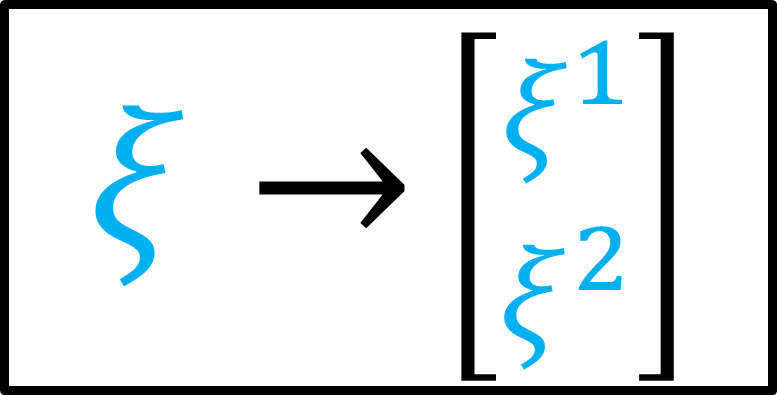 ξ → [ ξ¹
ξ² ]